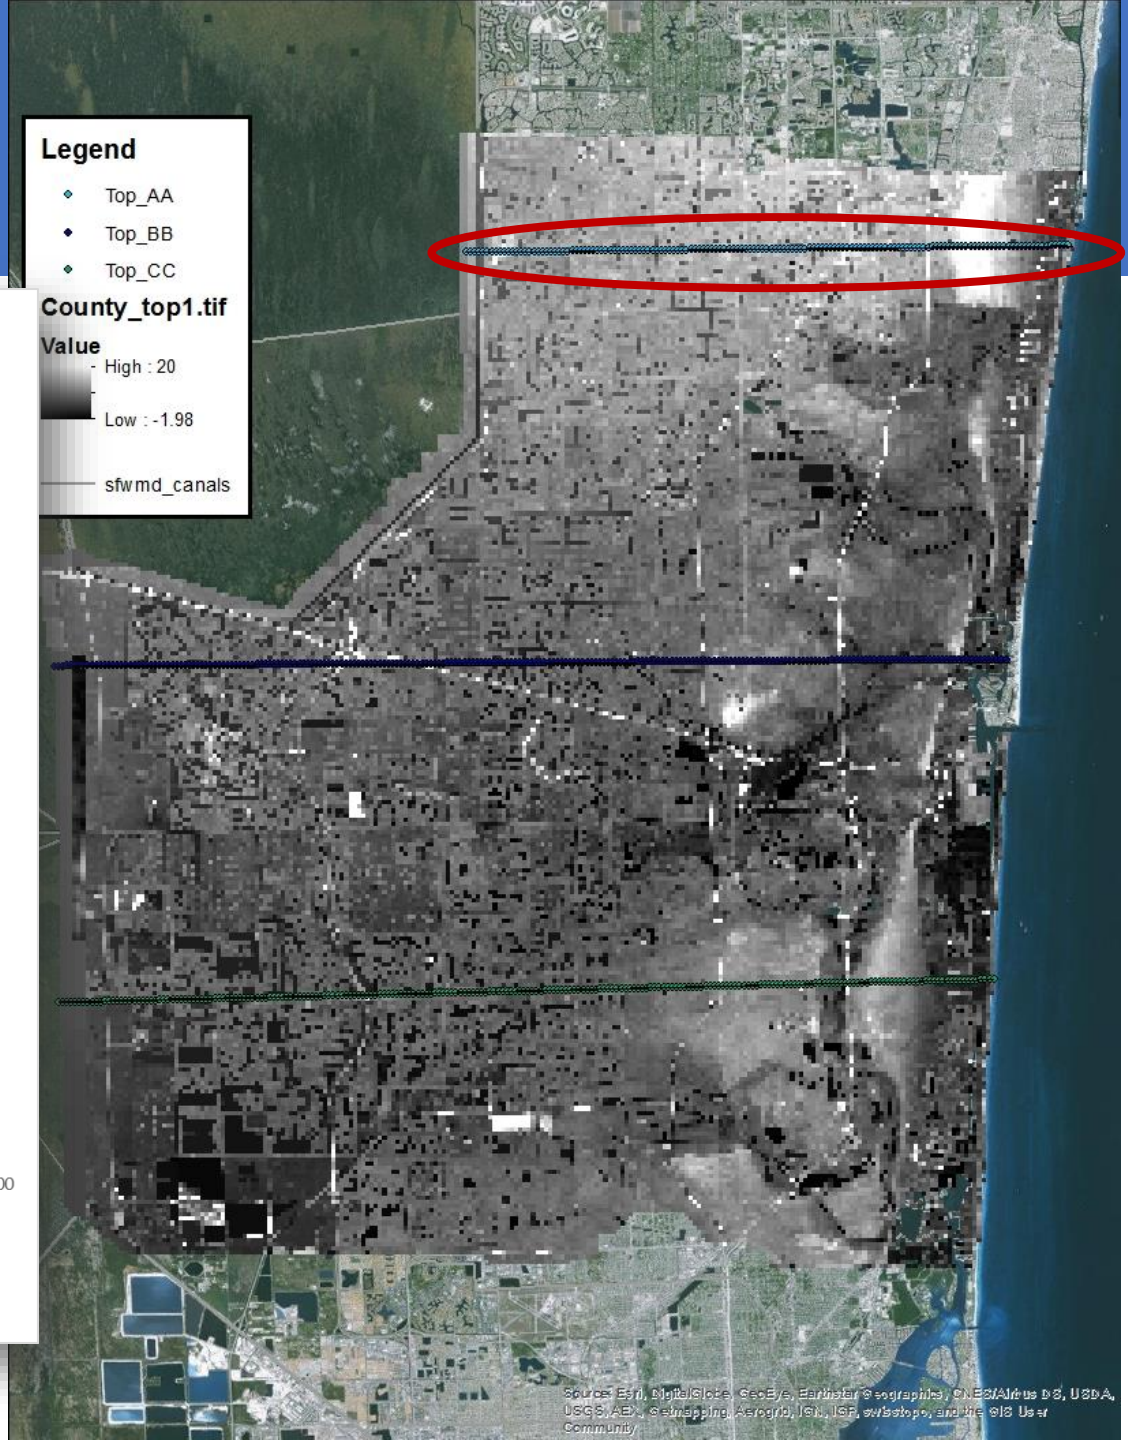 Legend
Top_AA
Top_BB
Top_CC
County_top1.tif
Value
High : 20
Low : -1.98
sfwmd_canals
00
Source: Esri, DigitalGlobe, GeoEye, Earthstar Geographics, CNES/Airbus DS, USDA,
USGS, AEX, Getmapping, Aerogrid, IGN, IGP, swisstopo, and the GIS User
Community